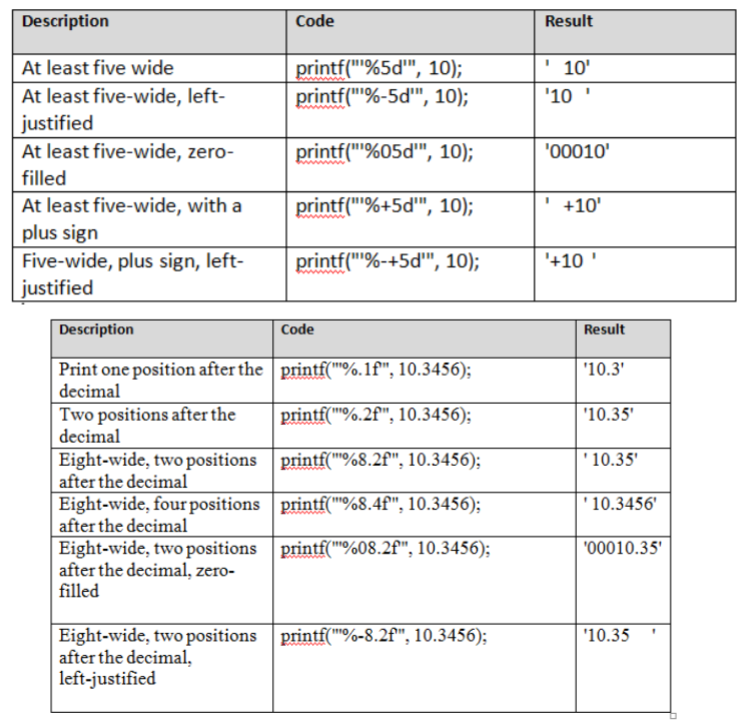 Description Code Result
At least five wide printf("'%5d'", 10); '   10'
At least five-wide, left- printf("'%-5d'", 10); '10   '
justified
At least five-wide, zero- printf("'%05d'", 10); '00010'
filled
At least five-wide, with a printf("'%+5d'", 10); '  +10'
plus sign
Five-wide, plus sign, left- printf("'%-+5d'", 10); '+10  '
justified
Description Code Result
Print one position after the printf("'%.1f", 10.3456); '10.3'
decimal
Two positions after the printf("'%.2f", 10.3456); '10.35'
decimal
Eight-wide, two positions printf("'%8.2f", 10.3456); ' 10.35'
after the decimal
Eight-wide, four positions printf("'%8.4f", 10.3456); ' 10.3456'
after the decimal
Eight-wide, two positions printf("'%08.2f", 10.3456); '00010.35'
after the decimal, zero-
filled
Eight-wide, two positions printf("'%-8.2f", 10.3456); '10.35   '
after the decimal,
left-justified